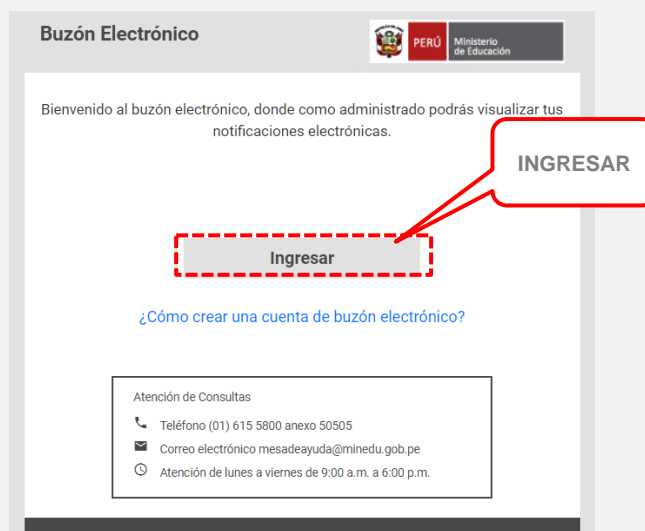 Buzón Electrónico
PERÚ
Ministerio
de Educación
Bienvenido al buzón electrónico, donde como administrado podrás visualizar tus
notificaciones electrónicas.
INGRESAR
Ingresar
¿Cómo crear una cuenta de buzón electrónico?
Atención de Consultas
Teléfono (01) 615 5800 anexo 50505
Correo electrónico mesadeayuda@minedu.gob.pe
Atención de lunes a viernes de 9:00 a.m. a 6:00 p.m.